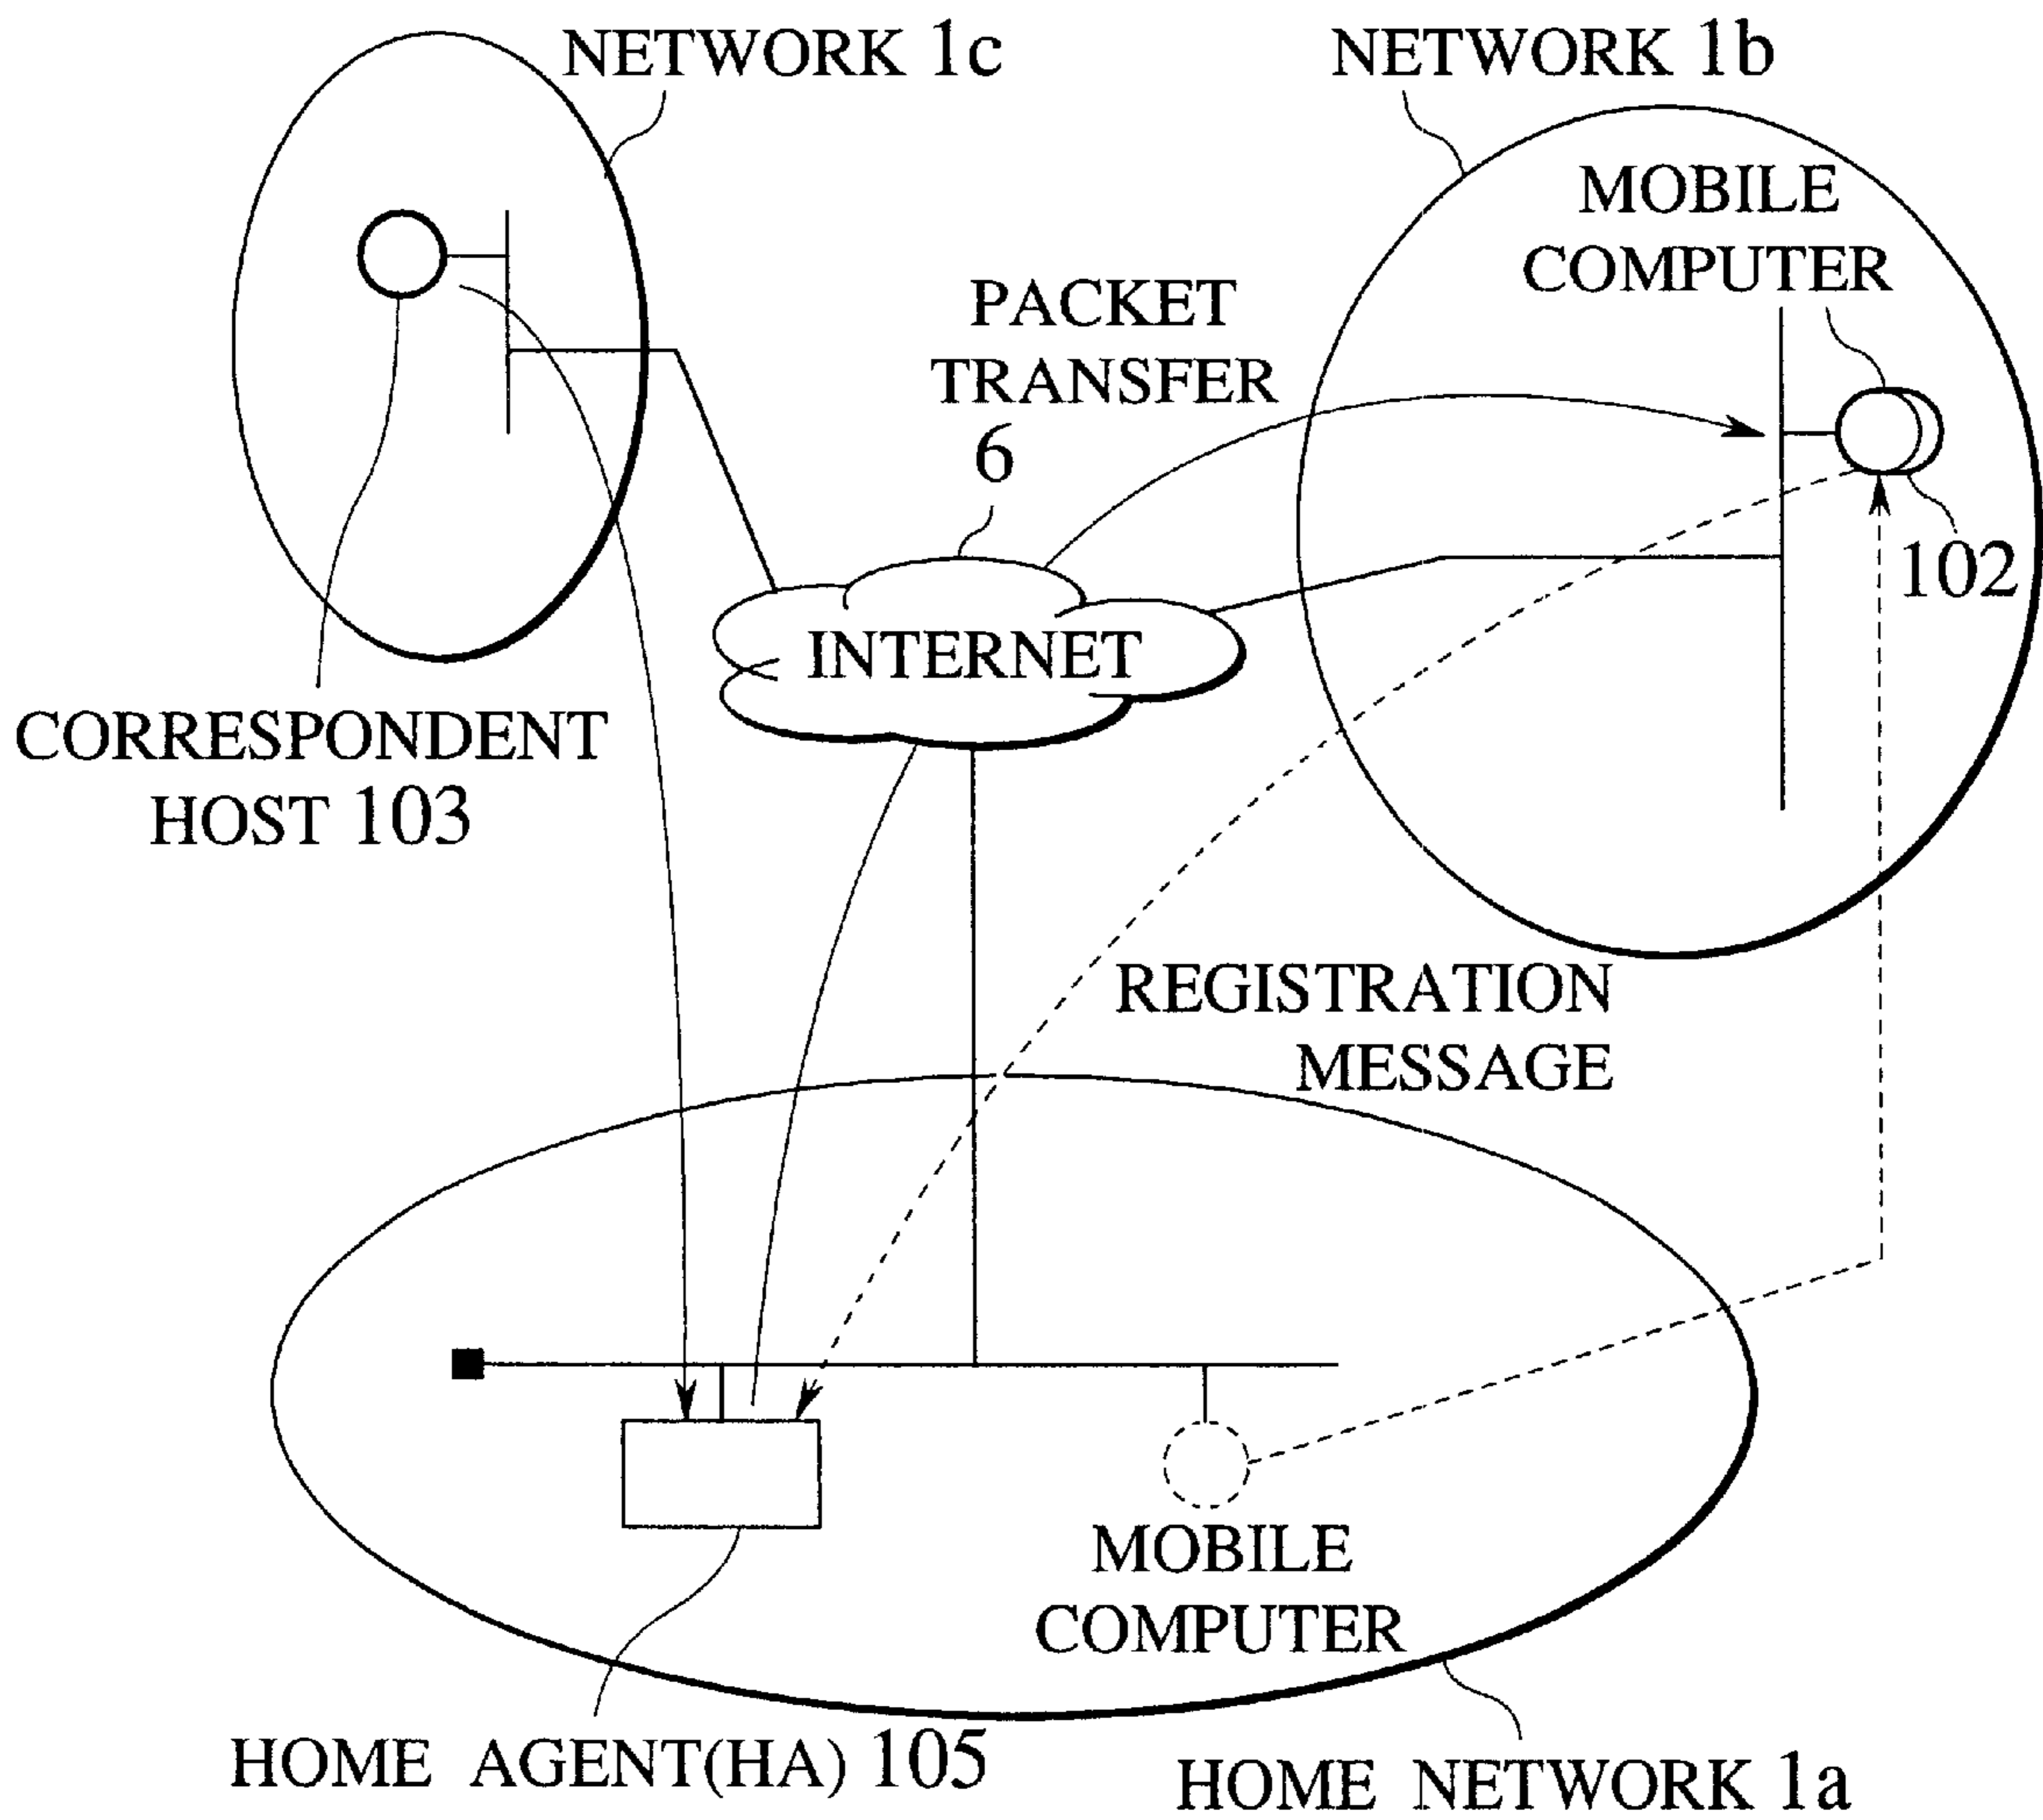 NETWORK 1c
NETWORK 1b
MOBILE
COMPUTER
PACKET
TRANSFER
6
102
INTERNET
CORRESPONDENT
HOST 103
REGISTRATION
MESSAGE
MOBILE
COMPUTER
HOME AGENT(HA) 105
HOME NETWORK 1a